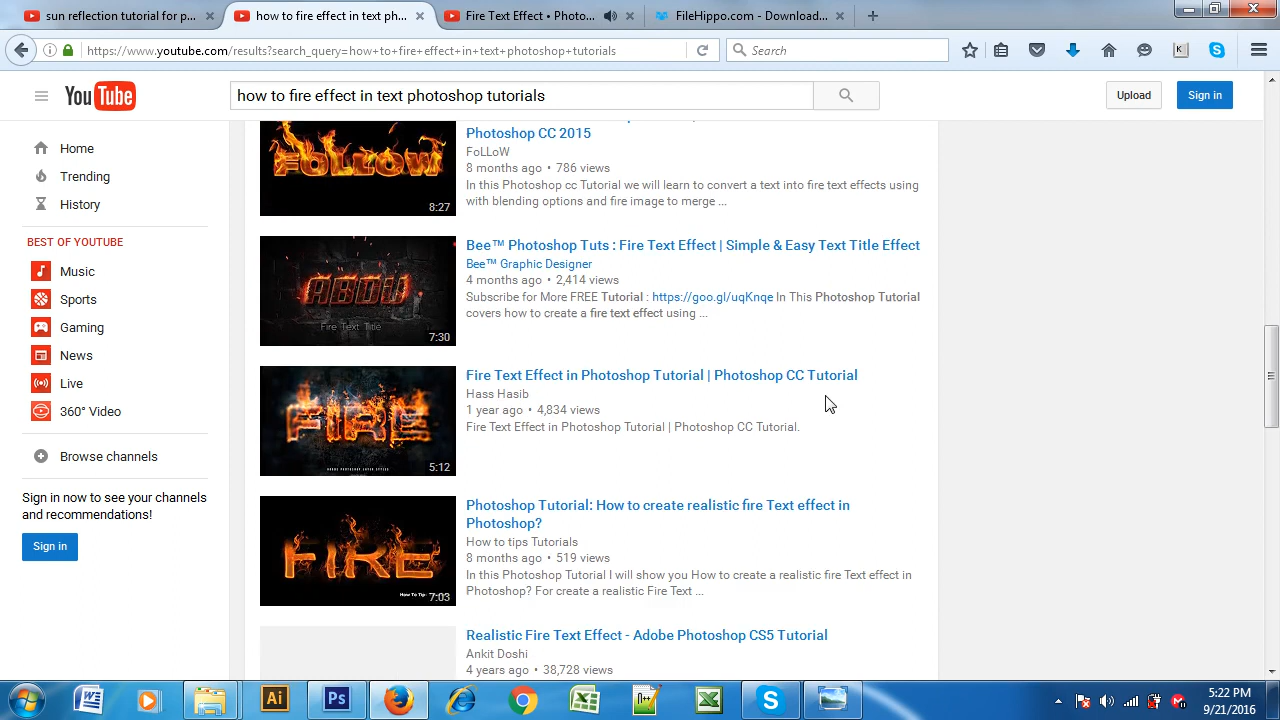 sun reflection tutorial for p...
how to fire effect in text ph...
Fire Text Effect • Photos...
FileHippo.com - Download...
https://www.youtube.com/results?search_query=how+to+fire+effect+in+text+photoshop+tutorials
Search
YouTube
how to fire effect in text photoshop tutorials
Upload
Sign in
Home
Trending
History
BEST OF YOUTUBE
Music
Sports
Gaming
News
Live
360° Video
Browse channels
Sign in now to see your channels
and recommendations!
Sign in
FOLLOW
8:27
Photoshop CC 2015
FoLLoW
8 months ago • 786 views
In this Photoshop cc Tutorial we will learn to convert a text into fire text effects using
with blending options and fire image to merge ...
Fire Text Title
7:30
Bee™ Photoshop Tuts : Fire Text Effect | Simple & Easy Text Title Effect
Bee™ Graphic Designer
4 months ago • 2,414 views
Subscribe for More FREE Tutorial : https://goo.gl/uqKnqe In This Photoshop Tutorial
covers how to create a fire text effect using ...
FIRE
5:12
Fire Text Effect in Photoshop Tutorial | Photoshop CC Tutorial
Hass Hasib
1 year ago • 4,834 views
Fire Text Effect in Photoshop Tutorial | Photoshop CC Tutorial.
FIRE
How To Tip
7:03
Photoshop Tutorial: How to create realistic fire Text effect in
Photoshop?
How to tips Tutorials
8 months ago • 519 views
In this Photoshop Tutorial I will show you How to create a realistic fire Text effect in
Photoshop? For create a realistic Fire Text ...
Realistic Fire Text Effect - Adobe Photoshop CS5 Tutorial
Ankit Doshi
4 years ago • 38,728 views
Ai
Ps
5:22 PM
9/21/2016